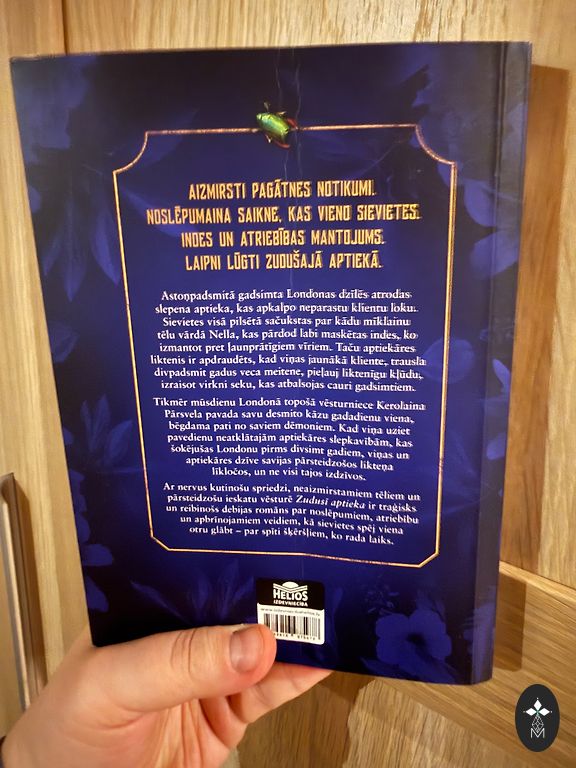 AIZMIRSTI PAGĀTNES NOTIKUMI.
NOSLĒPUMAINA SAIKNE, KAS VIENO SIEVIETES.
INDES UN ATRIEBĪBAS MANTOJUMS.
LAIPNI LŪGTI ZUDUŠAJĀ APTIEKĀ.
Astoņpadsmitā gadsimta Londonas dzīlēs atrodas
slepena aptieka, kas apkalpo neparastu klientu loku.
Sievietes visā pilsētā sačukstas par kādu mīklainu
tēlu vārdā Nella, kas pārdod labi maskētas indes, ko
izmantot pret ļaunprātīgiem vīriem. Taču aptiekāres
liktenis ir apdraudēts, kad viņas jaunākā kliente, trausla
divpadsmit gadus veca meitene, pieļauj liktenīgu kļūdu,
izraisot virkni seku, kas atbalsojas cauri gadsimtiem.
Tikmēr mūsdienu Londonā topošā vēsturniece Kerolaina
Pārsvela pavada savu desmito kāzu gadadienu viena,
bēgdama pati no saviem dēmoniem. Kad viņa uziet
pavedienu neatklātajām aptiekāres slepkavībām, kas
šokējušas Londonu pirms divsimt gadiem, viņas un
aptiekāres dzīve savijas pārsteidzošos likteņa
līkločos, un ne visi tajos izdzīvos.
Ar nervus kutinošu spriedzi, neaizmirstamiem tēliem un
pārsteidzošu ieskatu vēsturē Zudusī aptieka ir traģisks
un reibinošs debijas romāns par noslēpumiem, atriebību
un apbrīnojamiem veidiem, kā sievietes spēj viena
otru glābt – par spīti šķēršļiem, ko rada laiks.
HELIOS
IZDEVNIECĪBA
M